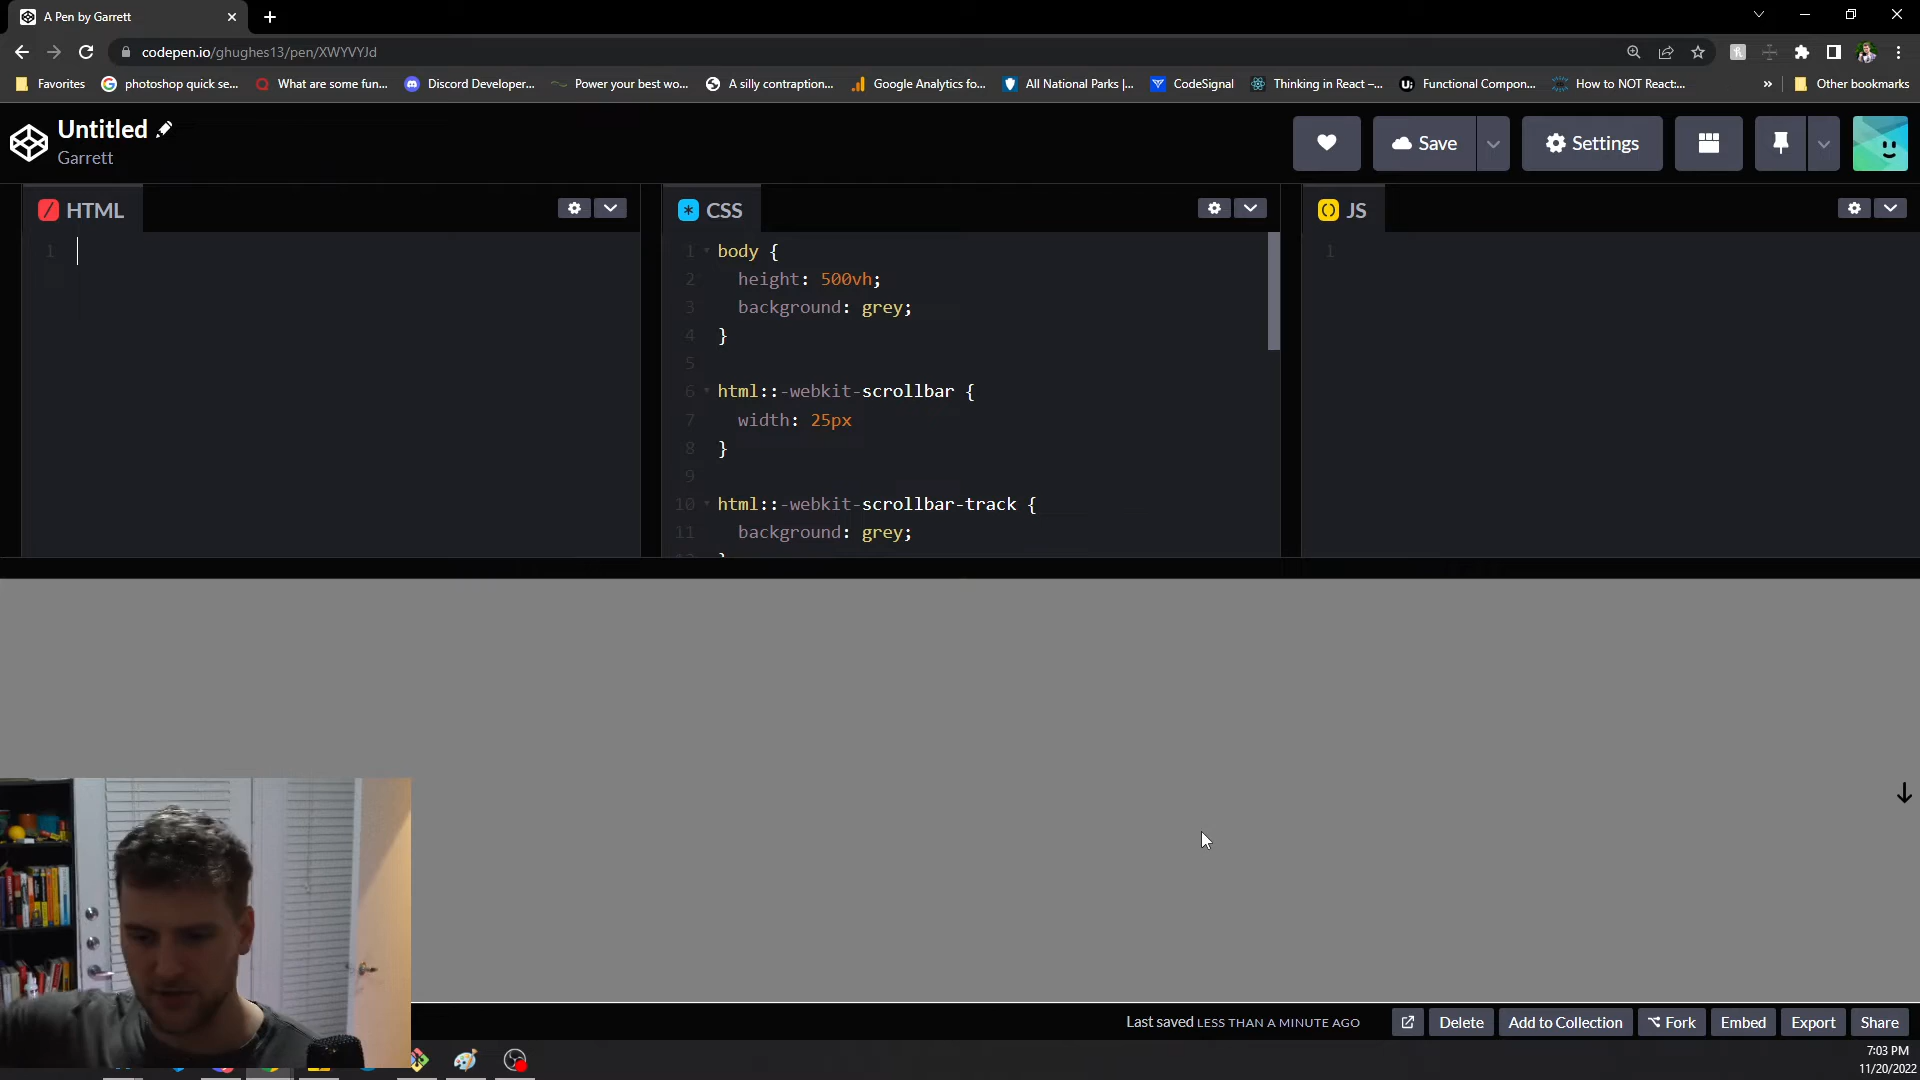 A Pen by Garrett
codepen.io/ghughes13/pen/XWYVYJd
Favorites
photoshop quick se...
What are some fun...
Discord Developer...
Power your best wo...
A silly contraption...
Google Analytics fo...
All National Parks |...
CodeSignal
Thinking in React –...
Functional Compon...
How to NOT React:...
»
Other bookmarks
Untitled
Garrett
Save
Settings
HTML
1
CSS
1 body {
2 height: 500vh;
3 background: grey;
4 }
5
6 html::-webkit-scrollbar {
7 width: 25px
8 }
9
10 html::-webkit-scrollbar-track {
11 background: grey;
JS
1
Last saved LESS THAN A MINUTE AGO
Delete
Add to Collection
Fork
Embed
Export
Share
7:03 PM
11/20/2022